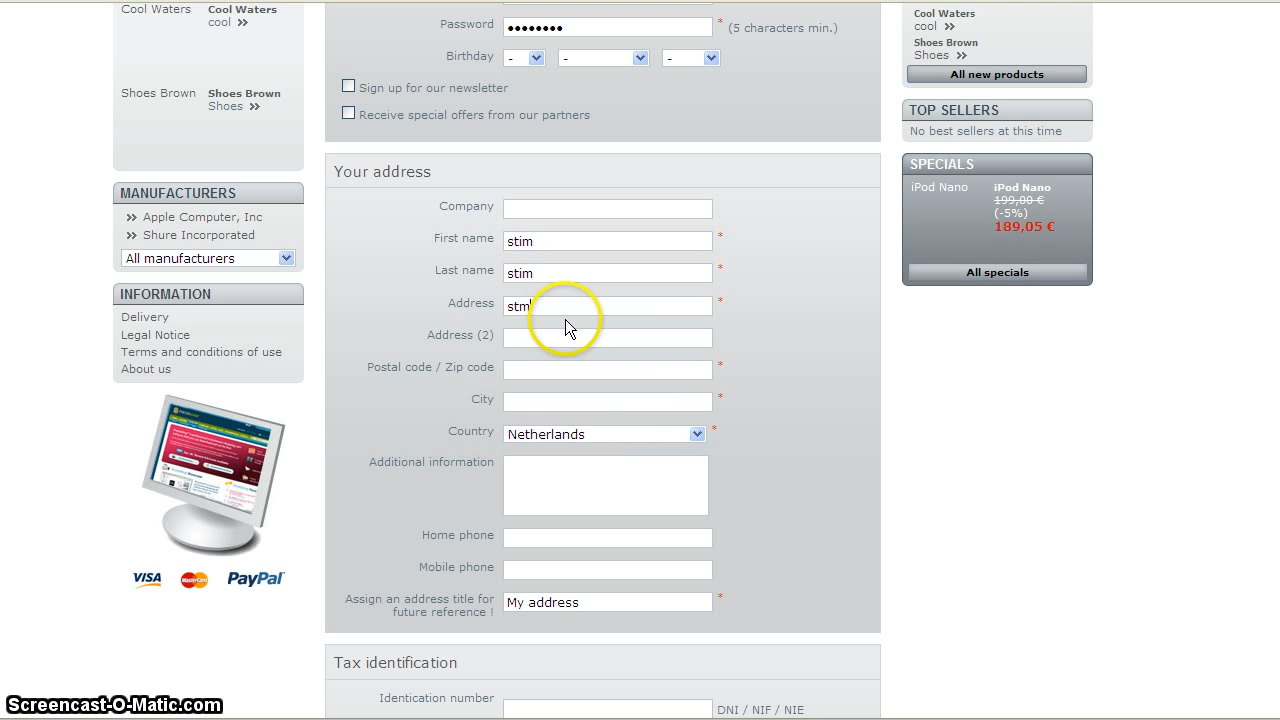 Cool Waters
Cool Waters
cool
Shoes Brown
Shoes Brown
Shoes
MANUFACTURERS
Apple Computer, Inc
Shure Incorporated
All manufacturers
INFORMATION
Delivery
Legal Notice
Terms and conditions of use
About us
VISA
MasterCard
PayPal
Password
●●●●●●●●
* (5 characters min.)
Birthday
- - -
Sign up for our newsletter
Receive special offers from our partners
Your address
Company
First name
stim
*
Last name
stim
*
Address
stm
*
Address (2)
Postal code / Zip code
*
City
*
Country
Netherlands
*
Additional information
Home phone
Mobile phone
Assign an address title for
future reference !
My address
*
Tax identification
Identication number
DNI / NIF / NIE
Cool Waters
cool
Shoes Brown
Shoes
All new products
TOP SELLERS
No best sellers at this time
SPECIALS
iPod Nano
iPod Nano
199,00 €
(-5%)
189,05 €
All specials
Screencast-O-Matic.com